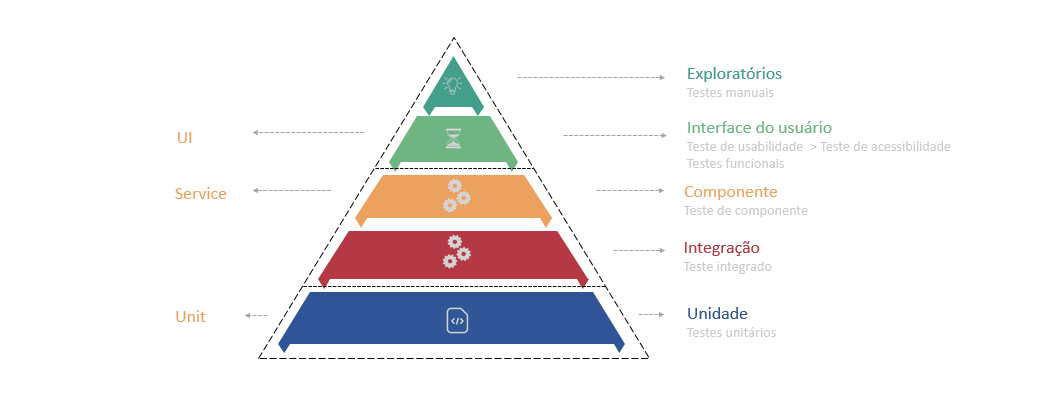 Exploratórios
Testes manuais
UI
Interface do usuário
Teste de usabilidade > Teste de acessibilidade
Testes funcionais
Service
Componente
Teste de componente
Integração
Teste integrado
Unit
Unidade
Testes unitários